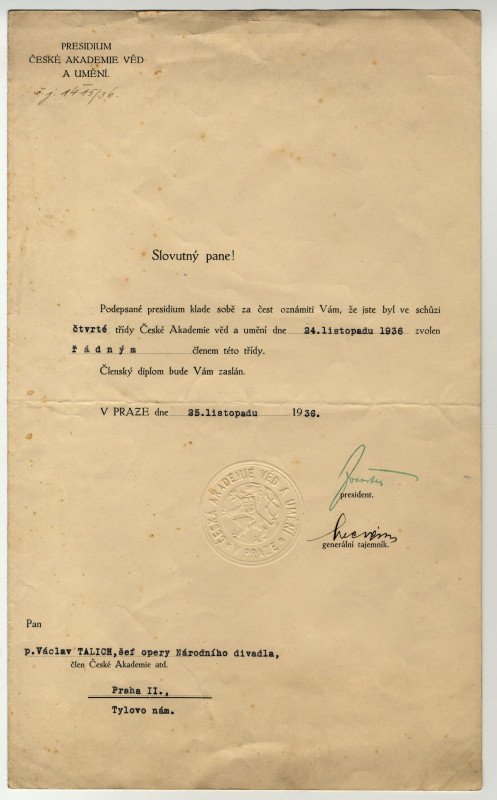 PRESIDIUM
ČESKÉ AKADEMIE VĚD
A UMĚNÍ.
č.j. 1415/36.
Slovutný pane!
Podepsané presidium klade sobě za čest oznámiti Vám, že jste byl ve schůzi
čtvrté třídy České Akademie věd a umění dne 24.listopadu 1936 zvolen
řádným členem této třídy.
Členský diplom bude Vám zaslán.
V PRAZE dne 25.listopadu 1936.
president.
generální tajemník.
ČESKÁ AKADEMIE VĚD A UMĚNÍ
V PRAZE
Pan
p.Václav TALICH,šéf opery Národního divadla,
člen České Akademie atd.
Praha II.,
Tylovo nám.